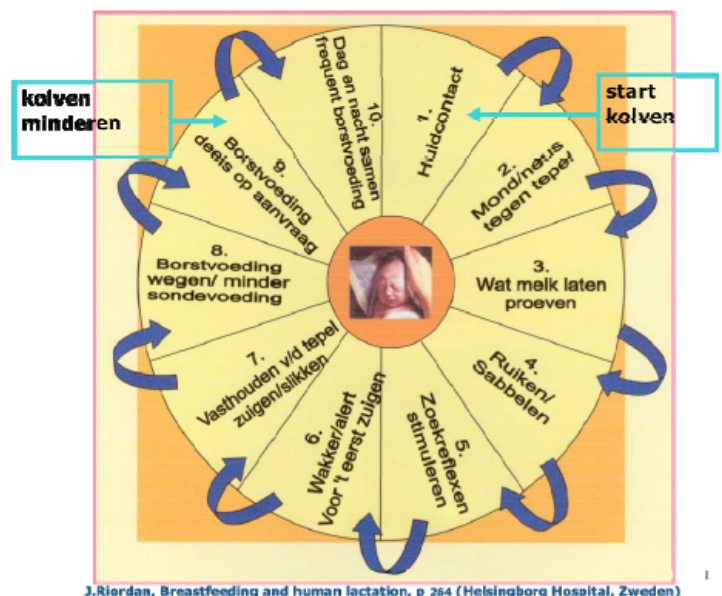 kolven
minderen
start
kolven
1.
Huidcontact
2.
Mond/neus
tegen tepel
3.
Wat melk laten
proeven
4.
Ruiken/
Sabbelen
5.
Zoekreflexen
stimuleren
6.
Wakker/alert
Voor 't eerst zuigen
7.
Vasthouden v/d tepel
zuigen/slikken
8.
Borstvoeding
wegen/ minder
sondevoeding
9.
Borstvoeding
deels op aanvraag
10.
Dag en nacht samen
frequent borstvoeding
J.Riordan, Breastfeeding and human lactation, p 264 (Helsingborg Hospital, Zweden)